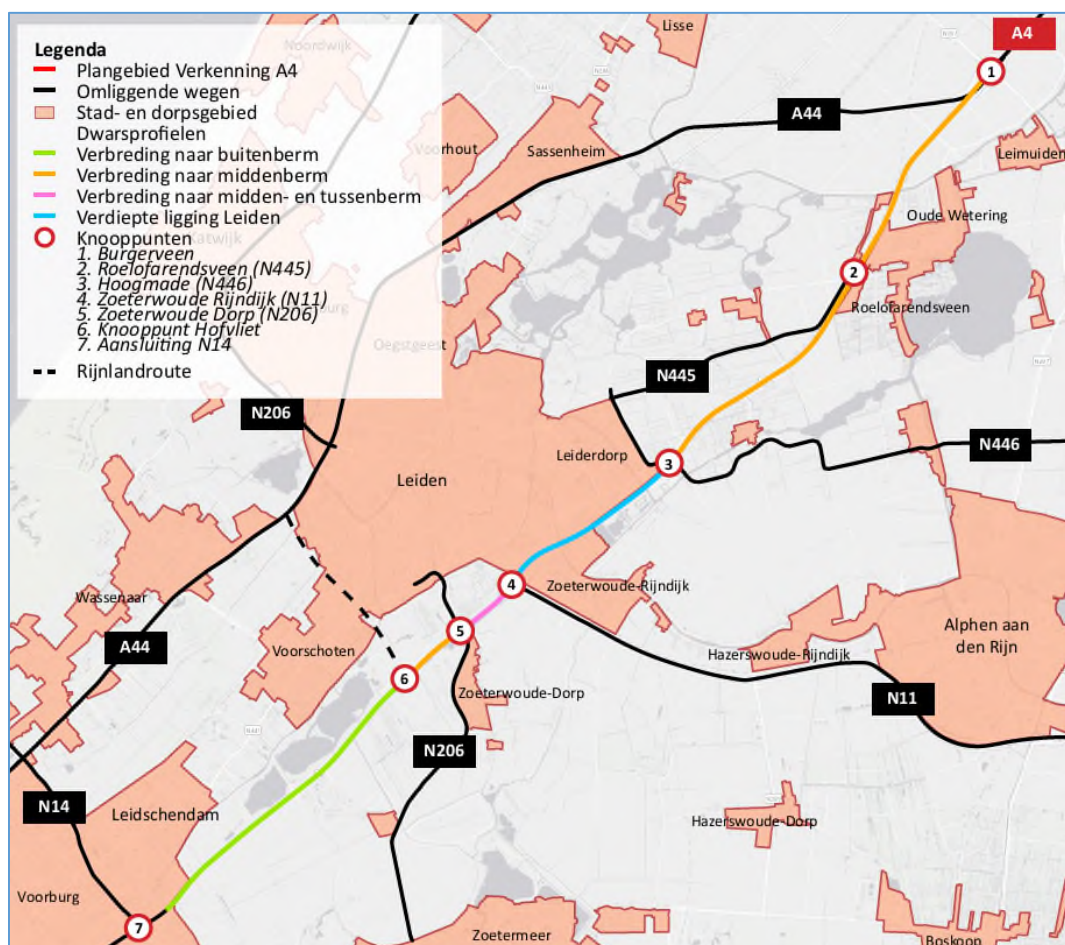 Legenda
Plangebied Verkenning A4
Omliggende wegen
Stad- en dorpsgebied
Dwarsprofielen
Verbreding naar buitenberm
Verbreding naar middenberm
Verbreding naar midden- en tussenberm
Verdiepte ligging Leiden
Knooppunten
1. Burgerveen
2. Roelofarendsveen (N445)
3. Hoogmade (N446)
4. Zoeterwoude Rijndijk (N11)
5. Zoeterwoude Dorp (N206)
6. Knooppunt Hofvliet
7. Aansluiting N14
Rijnlandroute
Noordwijk
Lisse
A4
1
A44
Voorhout
Sassenheim
Leimuiden
Katwijk
Oude Wetering
2
Roelofarendsveen
Oegstgeest
N445
N206
Leiderdorp
3
N446
Leiden
4
Zoeterwoude-Rijndijk
Wassenaar
5
A44
Voorschoten
6
Hazerswoude-Rijndijk
Alphen aan
den Rijn
Zoeterwoude-Dorp
N11
N206
N14
Leidschendam
Hazerswoude-Dorp
Voorburg
7
Zoetermeer
Boskoop